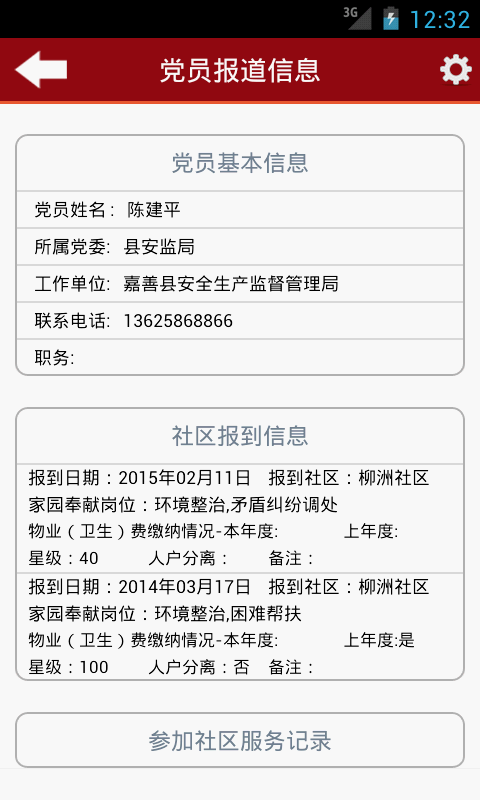 3G 12:32
党员报道信息
党员基本信息
党员姓名: 陈建平
所属党委: 县安监局
工作单位: 嘉善县安全生产监督管理局
联系电话: 13625868866
职务:
社区报到信息
报到日期：2015年02月11日 报到社区：柳洲社区
家园奉献岗位：环境整治,矛盾纠纷调处
物业（卫生）费缴纳情况-本年度: 上年度:
星级：40 人户分离： 备注：
报到日期：2014年03月17日 报到社区：柳洲社区
家园奉献岗位：环境整治,困难帮扶
物业（卫生）费缴纳情况-本年度: 上年度:是
星级：100 人户分离：否 备注：
参加社区服务记录